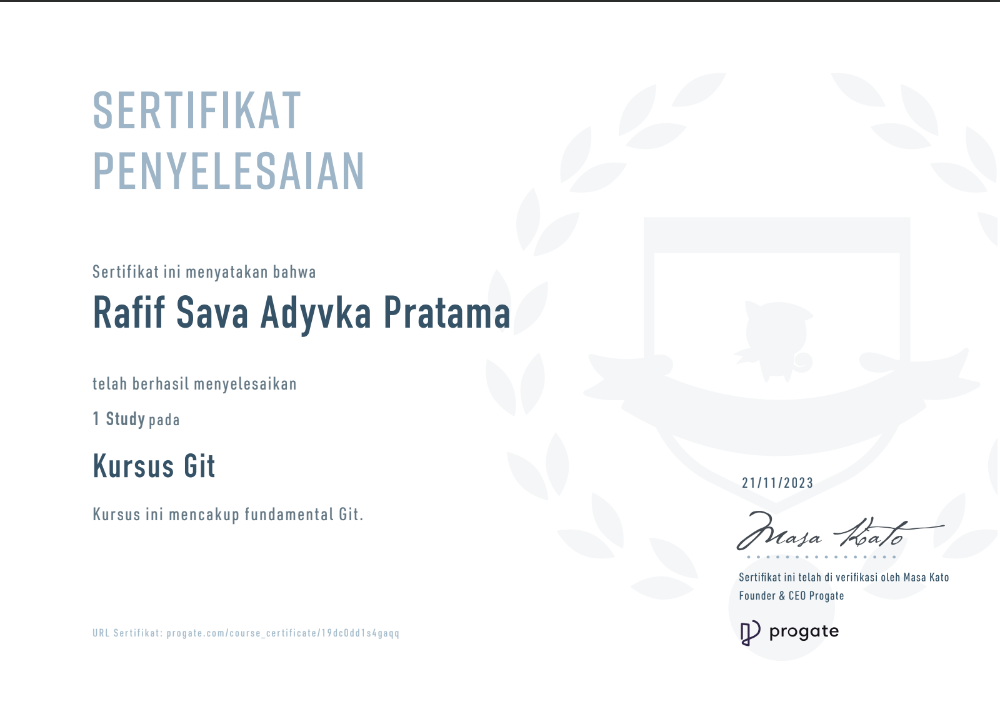 SERTIFIKAT
PENYELESAIAN
Sertifikat ini menyatakan bahwa
Rafif Sava Adyvka Pratama
telah berhasil menyelesaikan
1 Study pada
Kursus Git
Kursus ini mencakup fundamental Git.
21/11/2023
Masa Kato
Sertifikat ini telah di verifikasi oleh Masa Kato
Founder & CEO Progate
URL Sertifikat: progate.com/course_certificate/19dc0dd1s4gaqq
progate